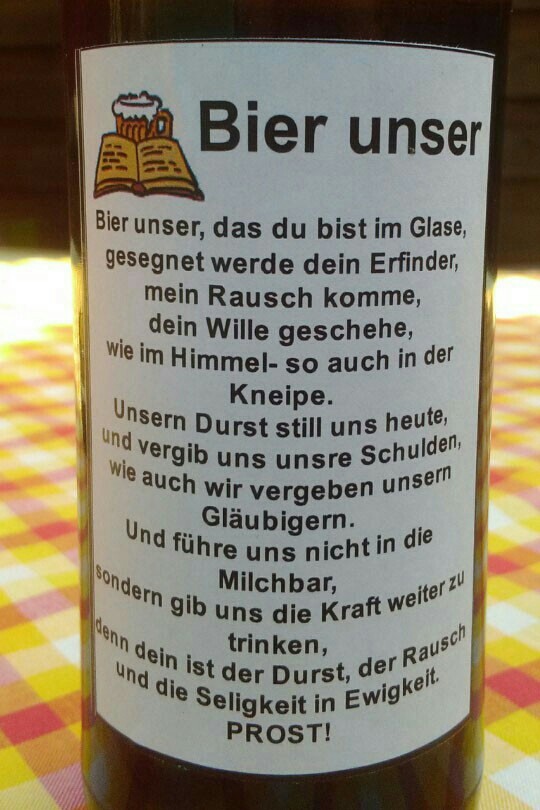 Bier unser
Bier unser, das du bist im Glase,
gesegnet werde dein Erfinder,
mein Rausch komme,
dein Wille geschehe,
wie im Himmel- so auch in der
Kneipe.
Unsern Durst still uns heute,
und vergib uns unsre Schulden,
wie auch wir vergeben unsern
Gläubigern.
Und führe uns nicht in die
Milchbar,
sondern gib uns die Kraft weiter zu
trinken,
denn dein ist der Durst, der Rausch
und die Seligkeit in Ewigkeit.
PROST!